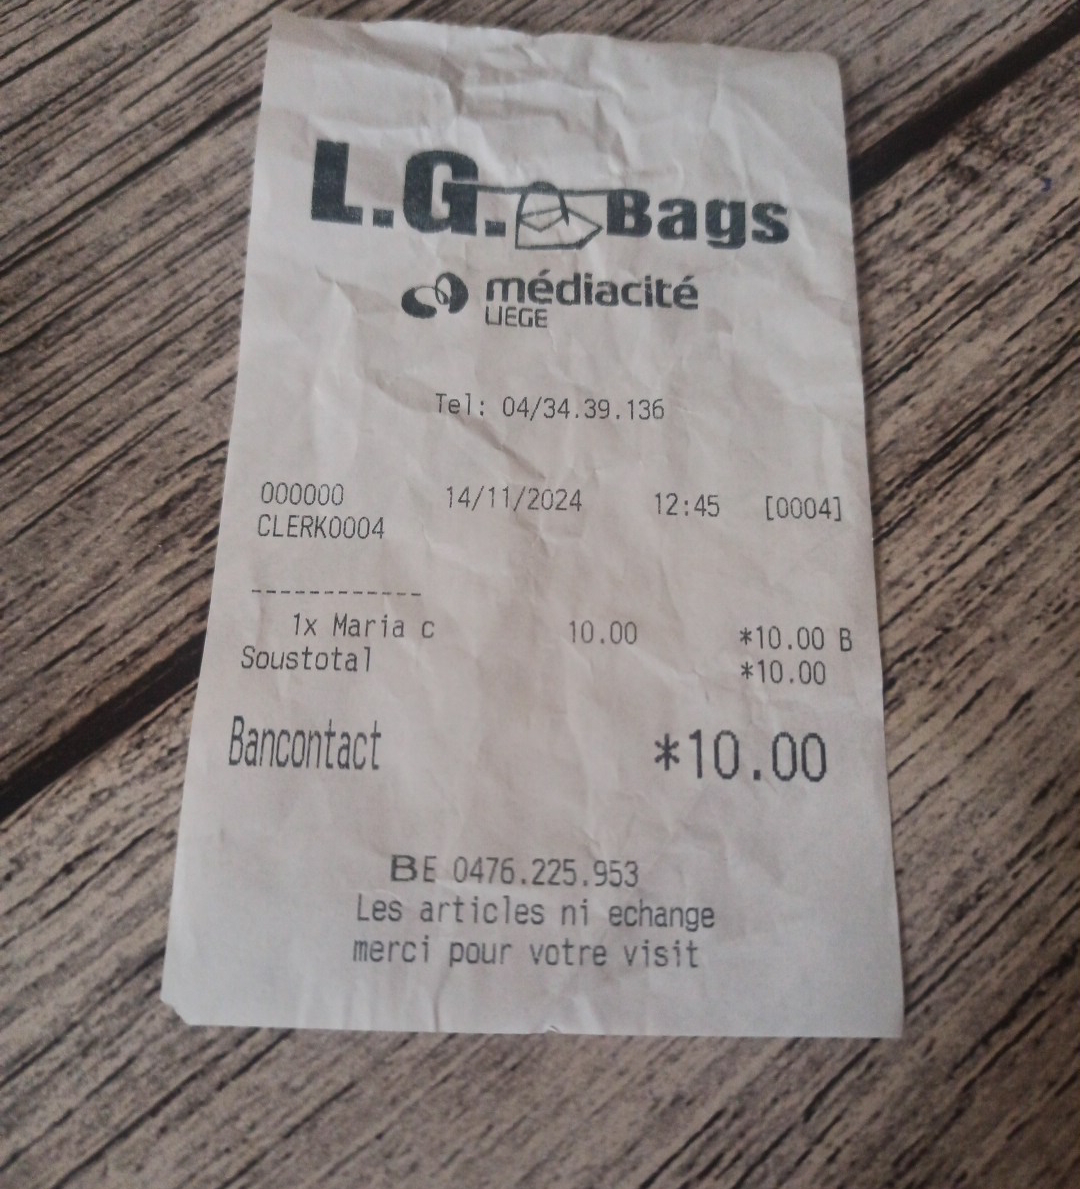 L.G. Bags
médiacité
LIEGE
Tel: 04/34.39.136
000000 14/11/2024 12:45 [0004]
CLERK0004
------------
1x Maria c 10.00 *10.00 B
Soustotal *10.00
Bancontact *10.00
BE 0476.225.953
Les articles ni echange
merci pour votre visit